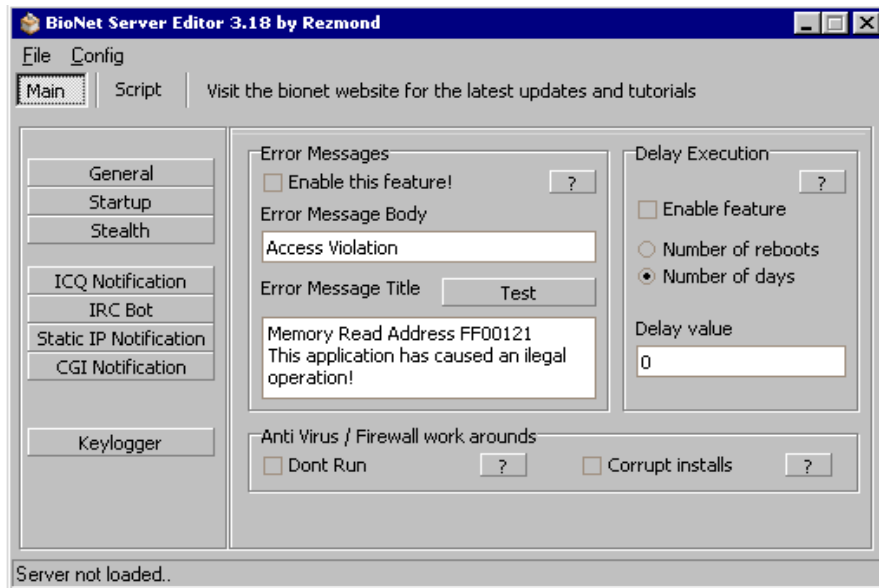 BioNet Server Editor 3.18 by Rezmond
File Config
Main Script Visit the bionet website for the latest updates and tutorials
General
Startup
Stealth
ICQ Notification
IRC Bot
Static IP Notification
CGI Notification
Keylogger
Error Messages
Enable this feature! ?
Error Message Body
Access Violation
Error Message Title Test
Memory Read Address FF00121
This application has caused an ilegal
operation!
Delay Execution
?
Enable feature
Number of reboots
Number of days
Delay value
0
Anti Virus / Firewall work arounds
Dont Run ? Corrupt installs ?
Server not loaded..